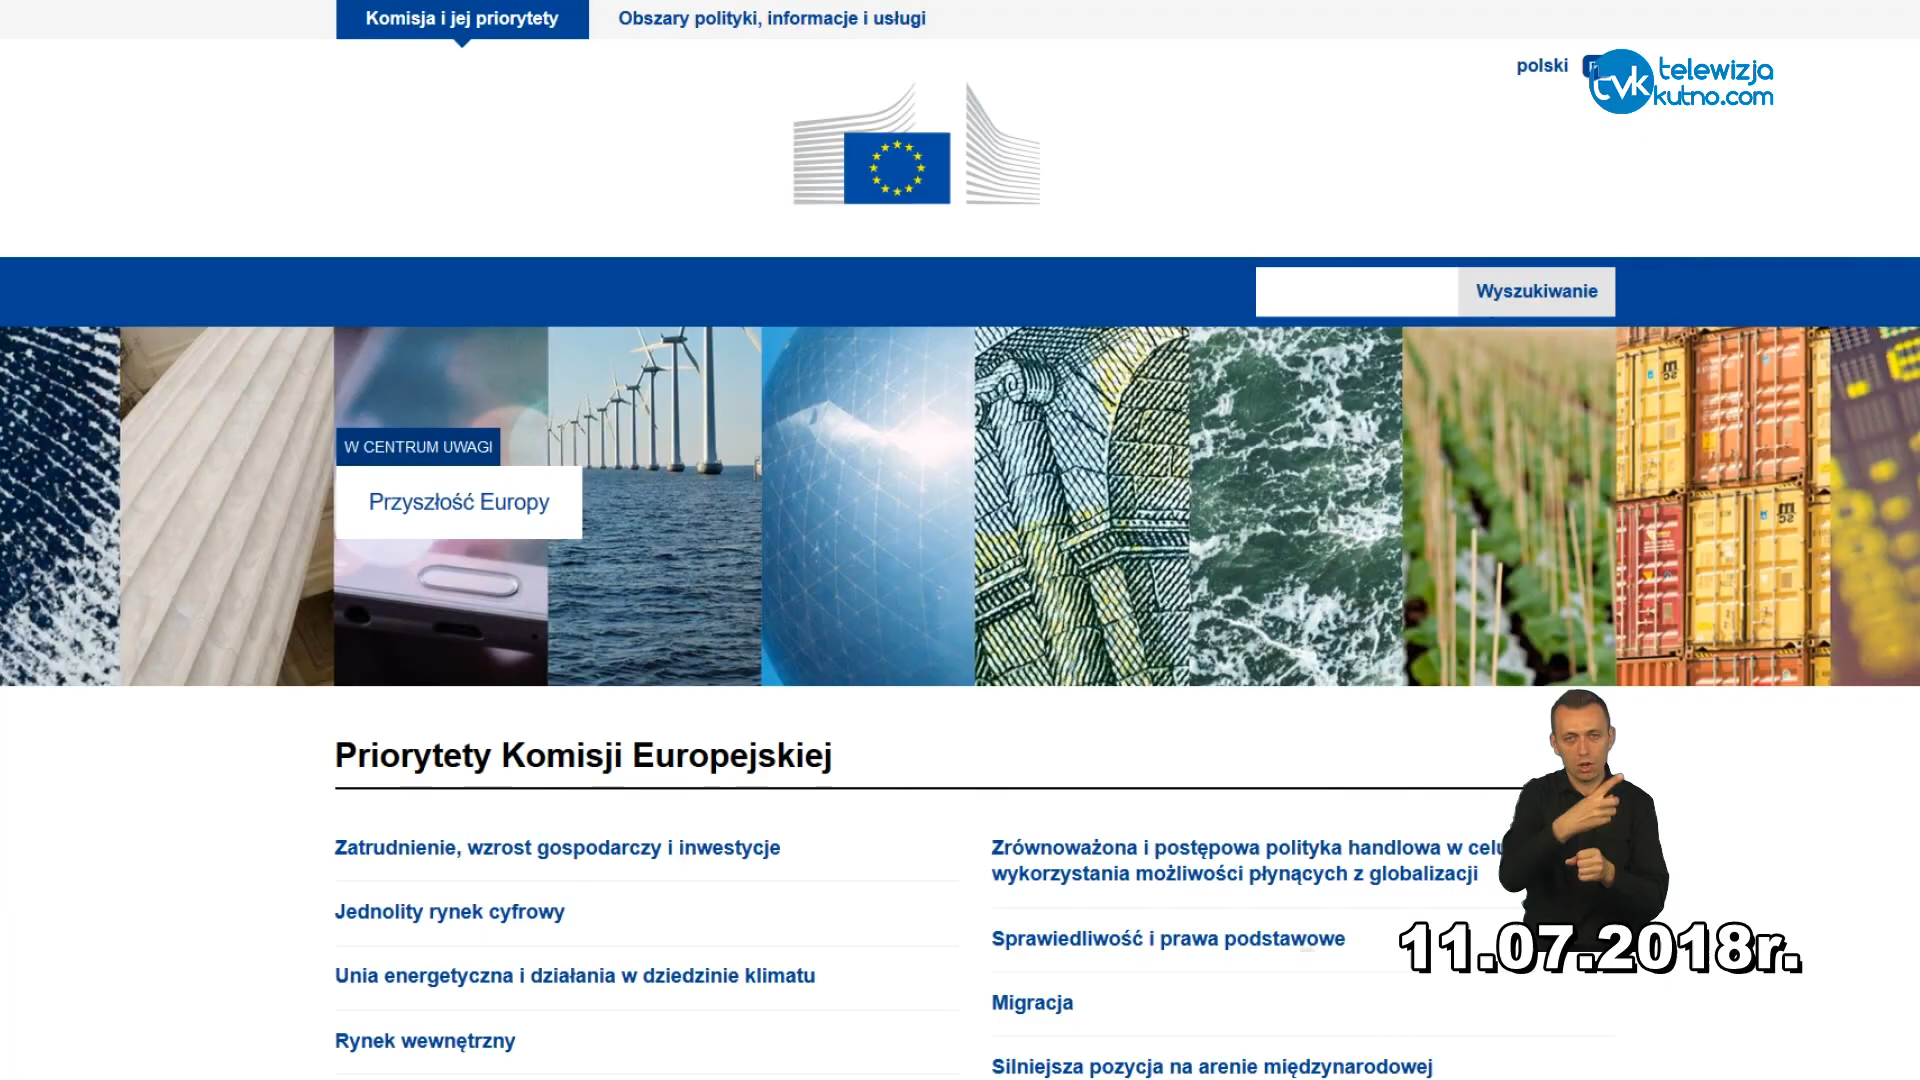 Komisja i jej priorytety
Obszary polityki, informacje i usługi
polski
tvk telewizja
kutno.com
Wyszukiwanie
W CENTRUM UWAGI
Przyszłość Europy
Priorytety Komisji Europejskiej
Zatrudnienie, wzrost gospodarczy i inwestycje
Jednolity rynek cyfrowy
Unia energetyczna i działania w dziedzinie klimatu
Rynek wewnętrzny
Zrównoważona i postępowa polityka handlowa w celu
wykorzystania możliwości płynących z globalizacji
Sprawiedliwość i prawa podstawowe
Migracja
Silniejsza pozycja na arenie międzynarodowej
11.07.2018r.